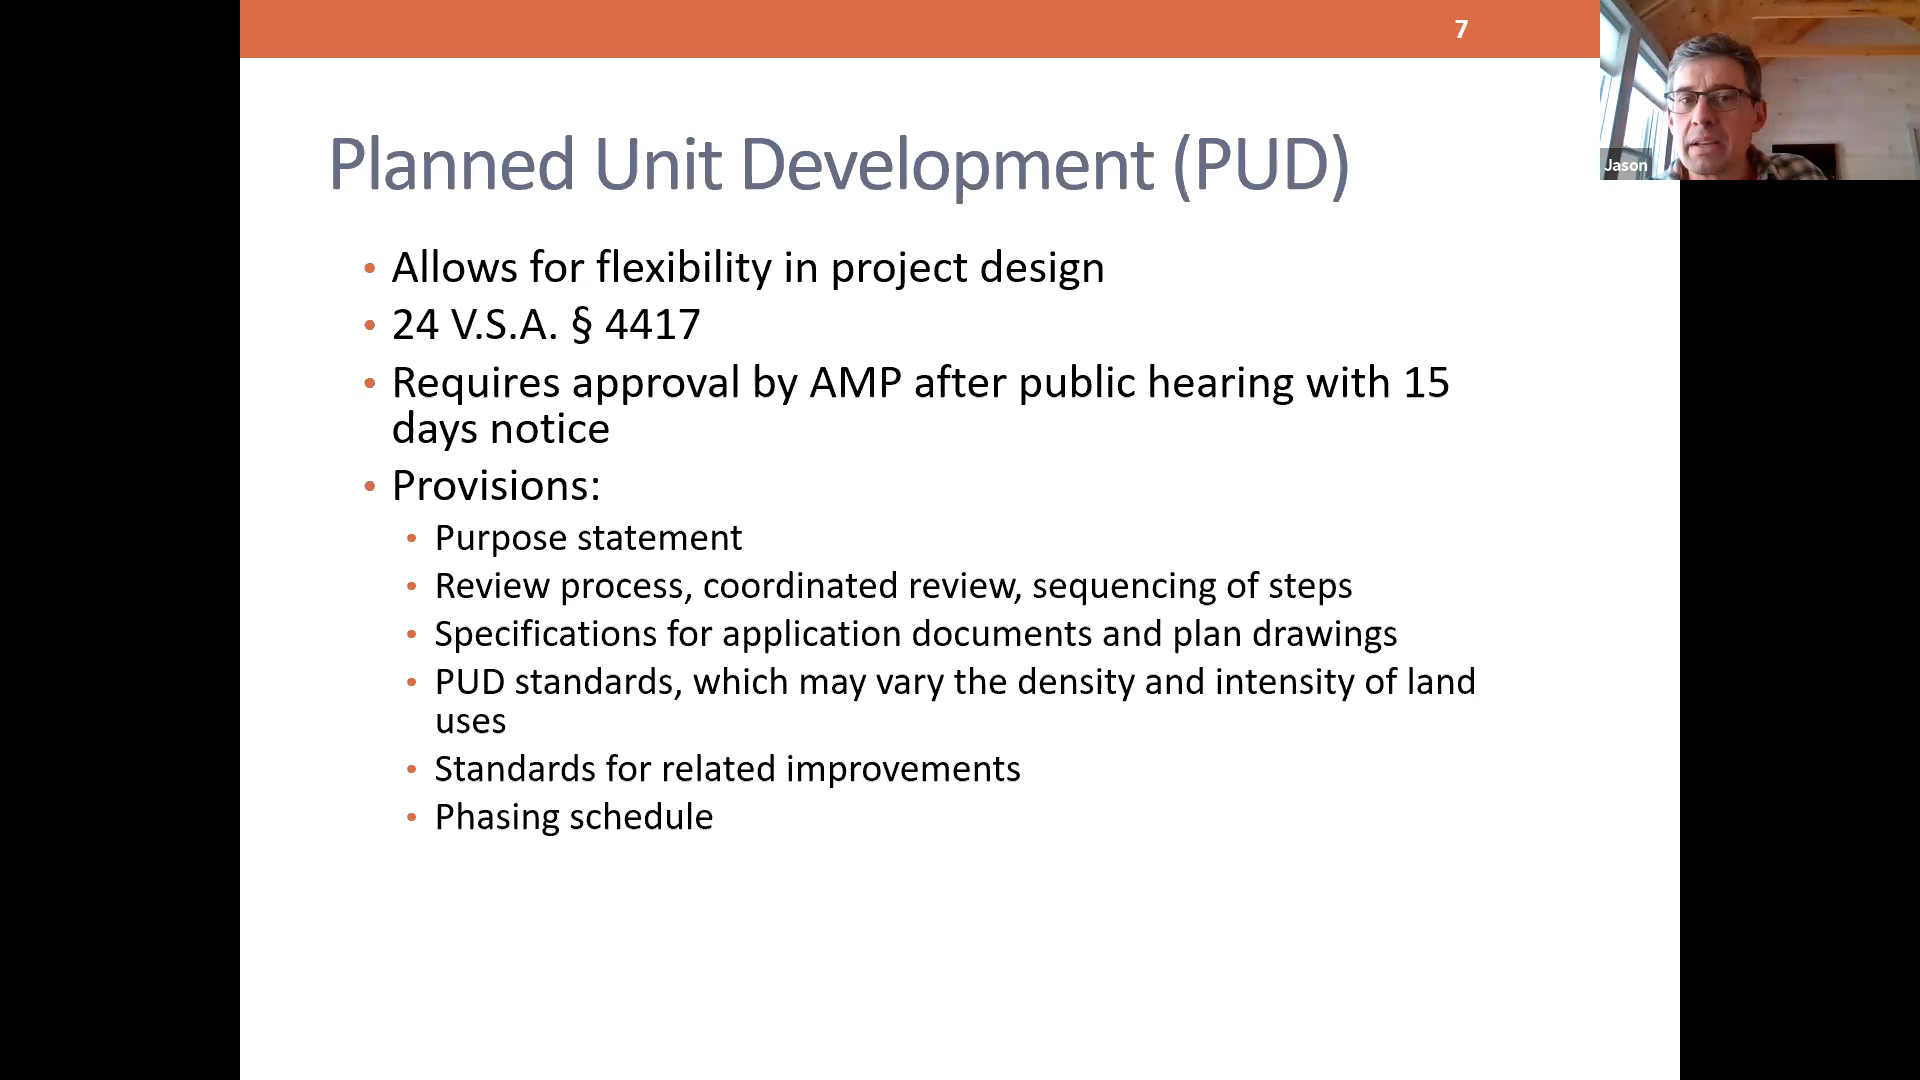 7
Jason
Planned Unit Development (PUD)
• Allows for flexibility in project design
• 24 V.S.A. § 4417
• Requires approval by AMP after public hearing with 15
days notice
• Provisions:
• Purpose statement
• Review process, coordinated review, sequencing of steps
• Specifications for application documents and plan drawings
• PUD standards, which may vary the density and intensity of land
uses
• Standards for related improvements
• Phasing schedule